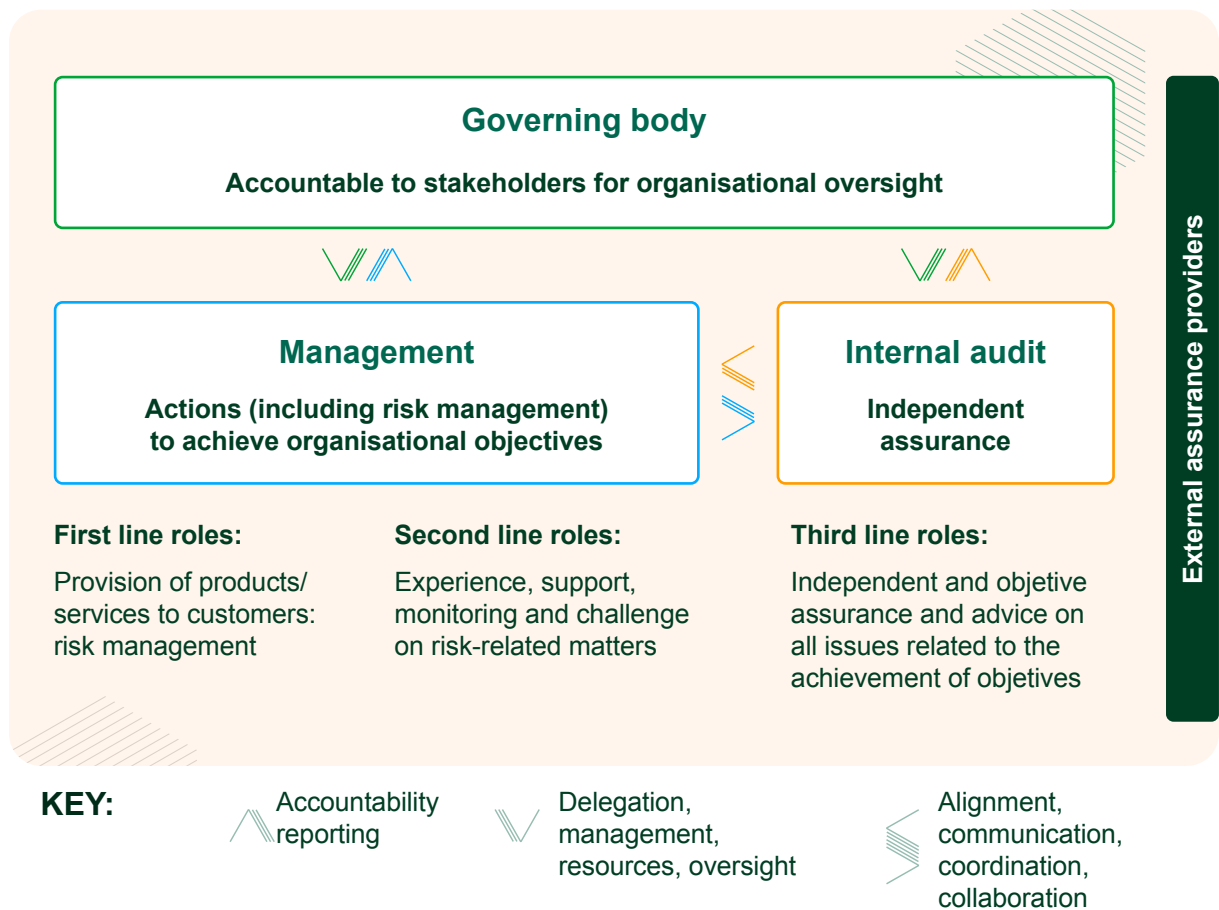 Governing body
Accountable to stakeholders for organisational oversight
Management
Actions (including risk management)
to achieve organisational objectives
Internal audit
Independent
assurance
First line roles:
Provision of products/
services to customers:
risk management
Second line roles:
Experience, support,
monitoring and challenge
on risk-related matters
Third line roles:
Independent and objetive
assurance and advice on
all issues related to the
achievement of objetives
External assurance providers
KEY:
Accountability
reporting
Delegation,
management,
resources, oversight
Alignment,
communication,
coordination,
collaboration